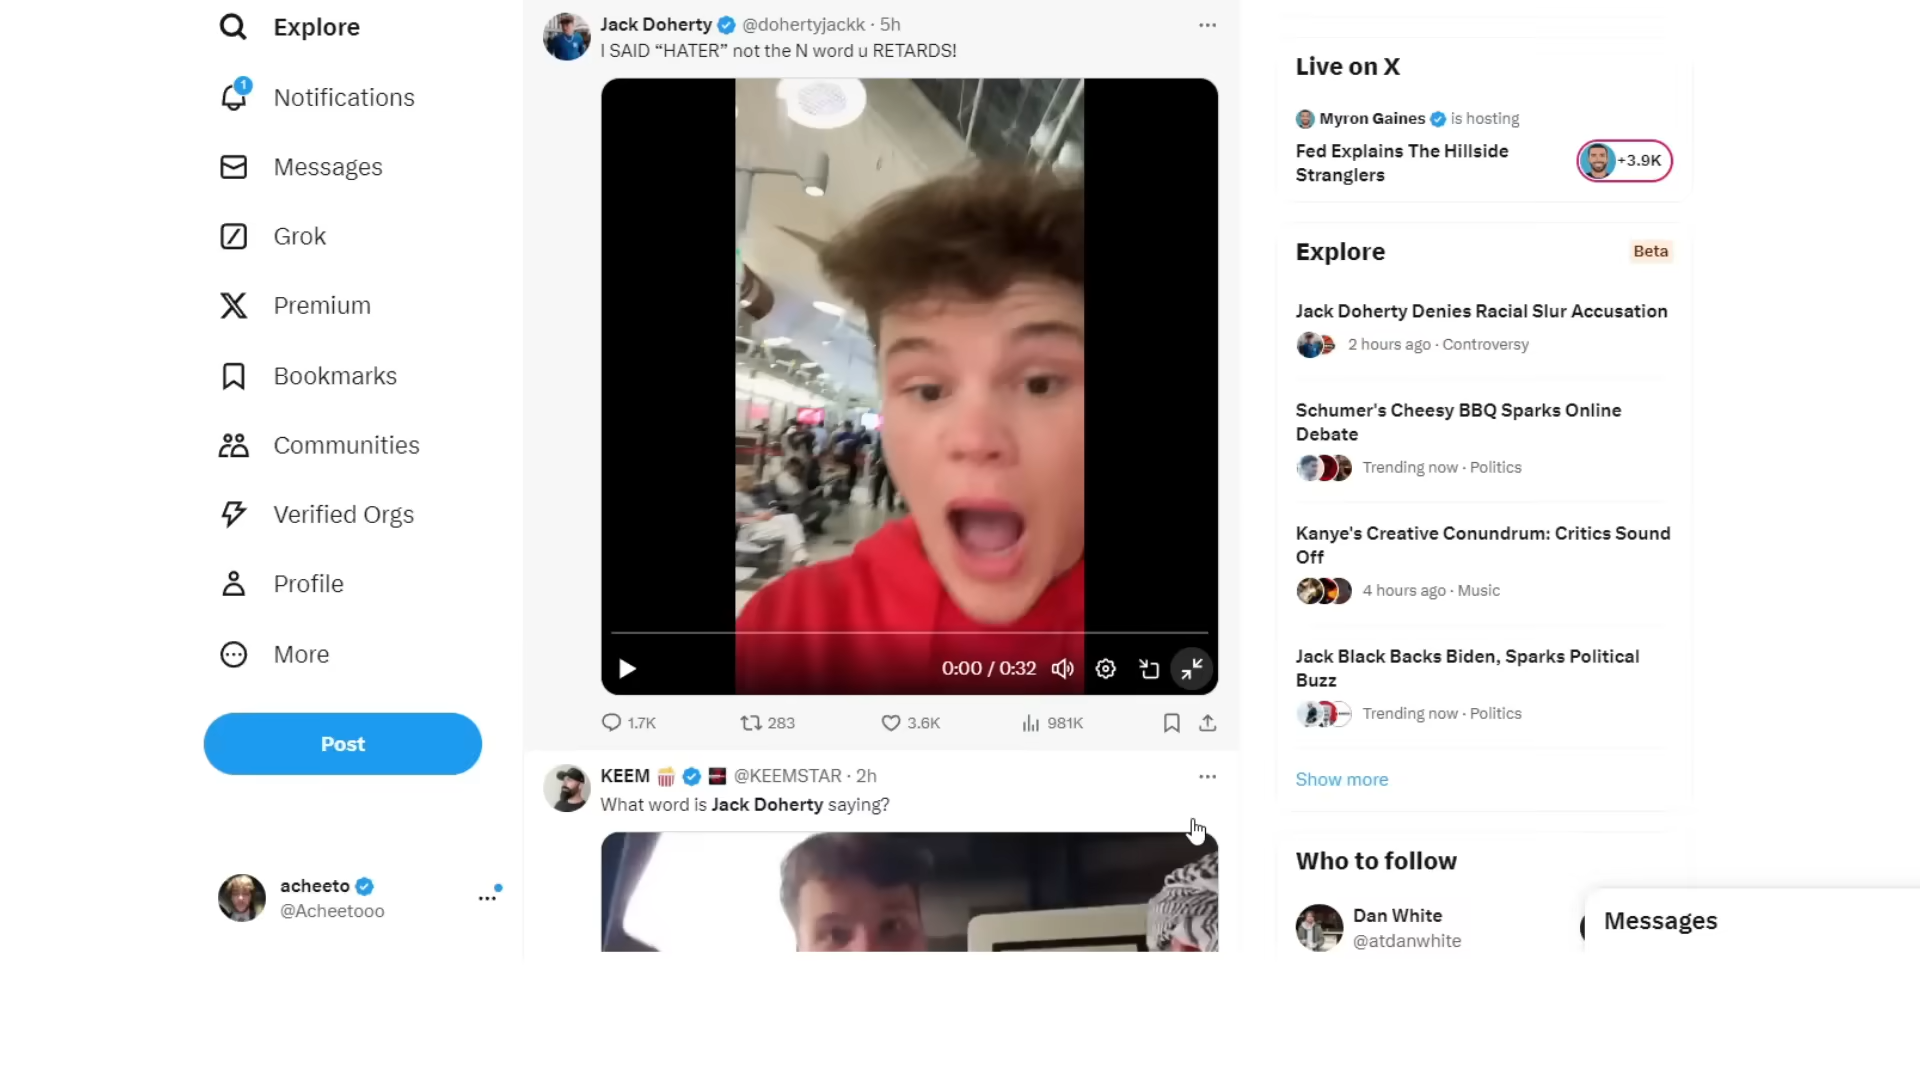 Explore
1
Notifications
Messages
Grok
Premium
Bookmarks
Communities
Verified Orgs
Profile
More
Post
acheeto
@Acheetooo
Jack Doherty @dohertyjackk · 5h
I SAID “HATER” not the N word u RETARDS!
0:00 / 0:32
1.7K 283 3.6K 981K
KEEM @KEEMSTAR · 2h
What word is Jack Doherty saying?
Live on X
Myron Gaines is hosting
Fed Explains The Hillside
Stranglers
+3.9K
Explore
Beta
Jack Doherty Denies Racial Slur Accusation
2 hours ago · Controversy
Schumer's Cheesy BBQ Sparks Online
Debate
Trending now · Politics
Kanye's Creative Conundrum: Critics Sound
Off
4 hours ago · Music
Jack Black Backs Biden, Sparks Political
Buzz
Trending now · Politics
Show more
Who to follow
Dan White
@atdanwhite
Messages